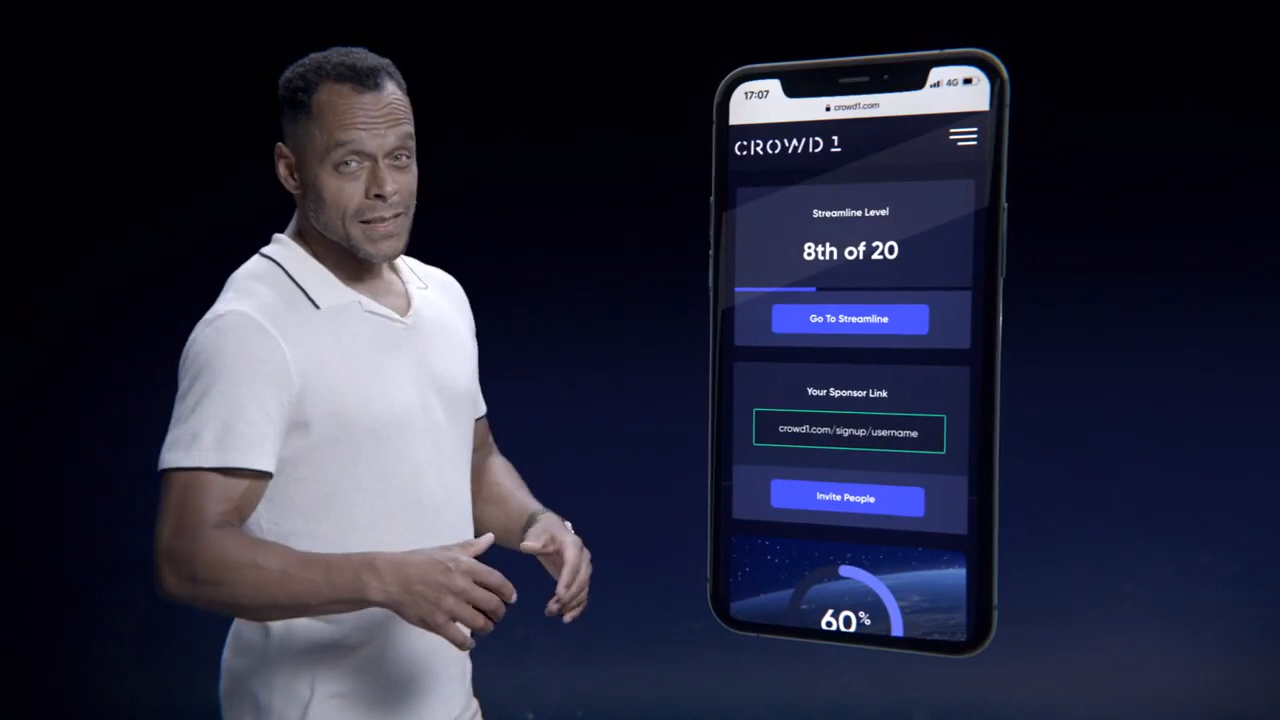 17:07
4G
crowd1.com
CROWD 1
Streamline Level
8th of 20
Go To Streamline
Your Sponsor Link
crowd1.com/signup/username
Invite People
60%